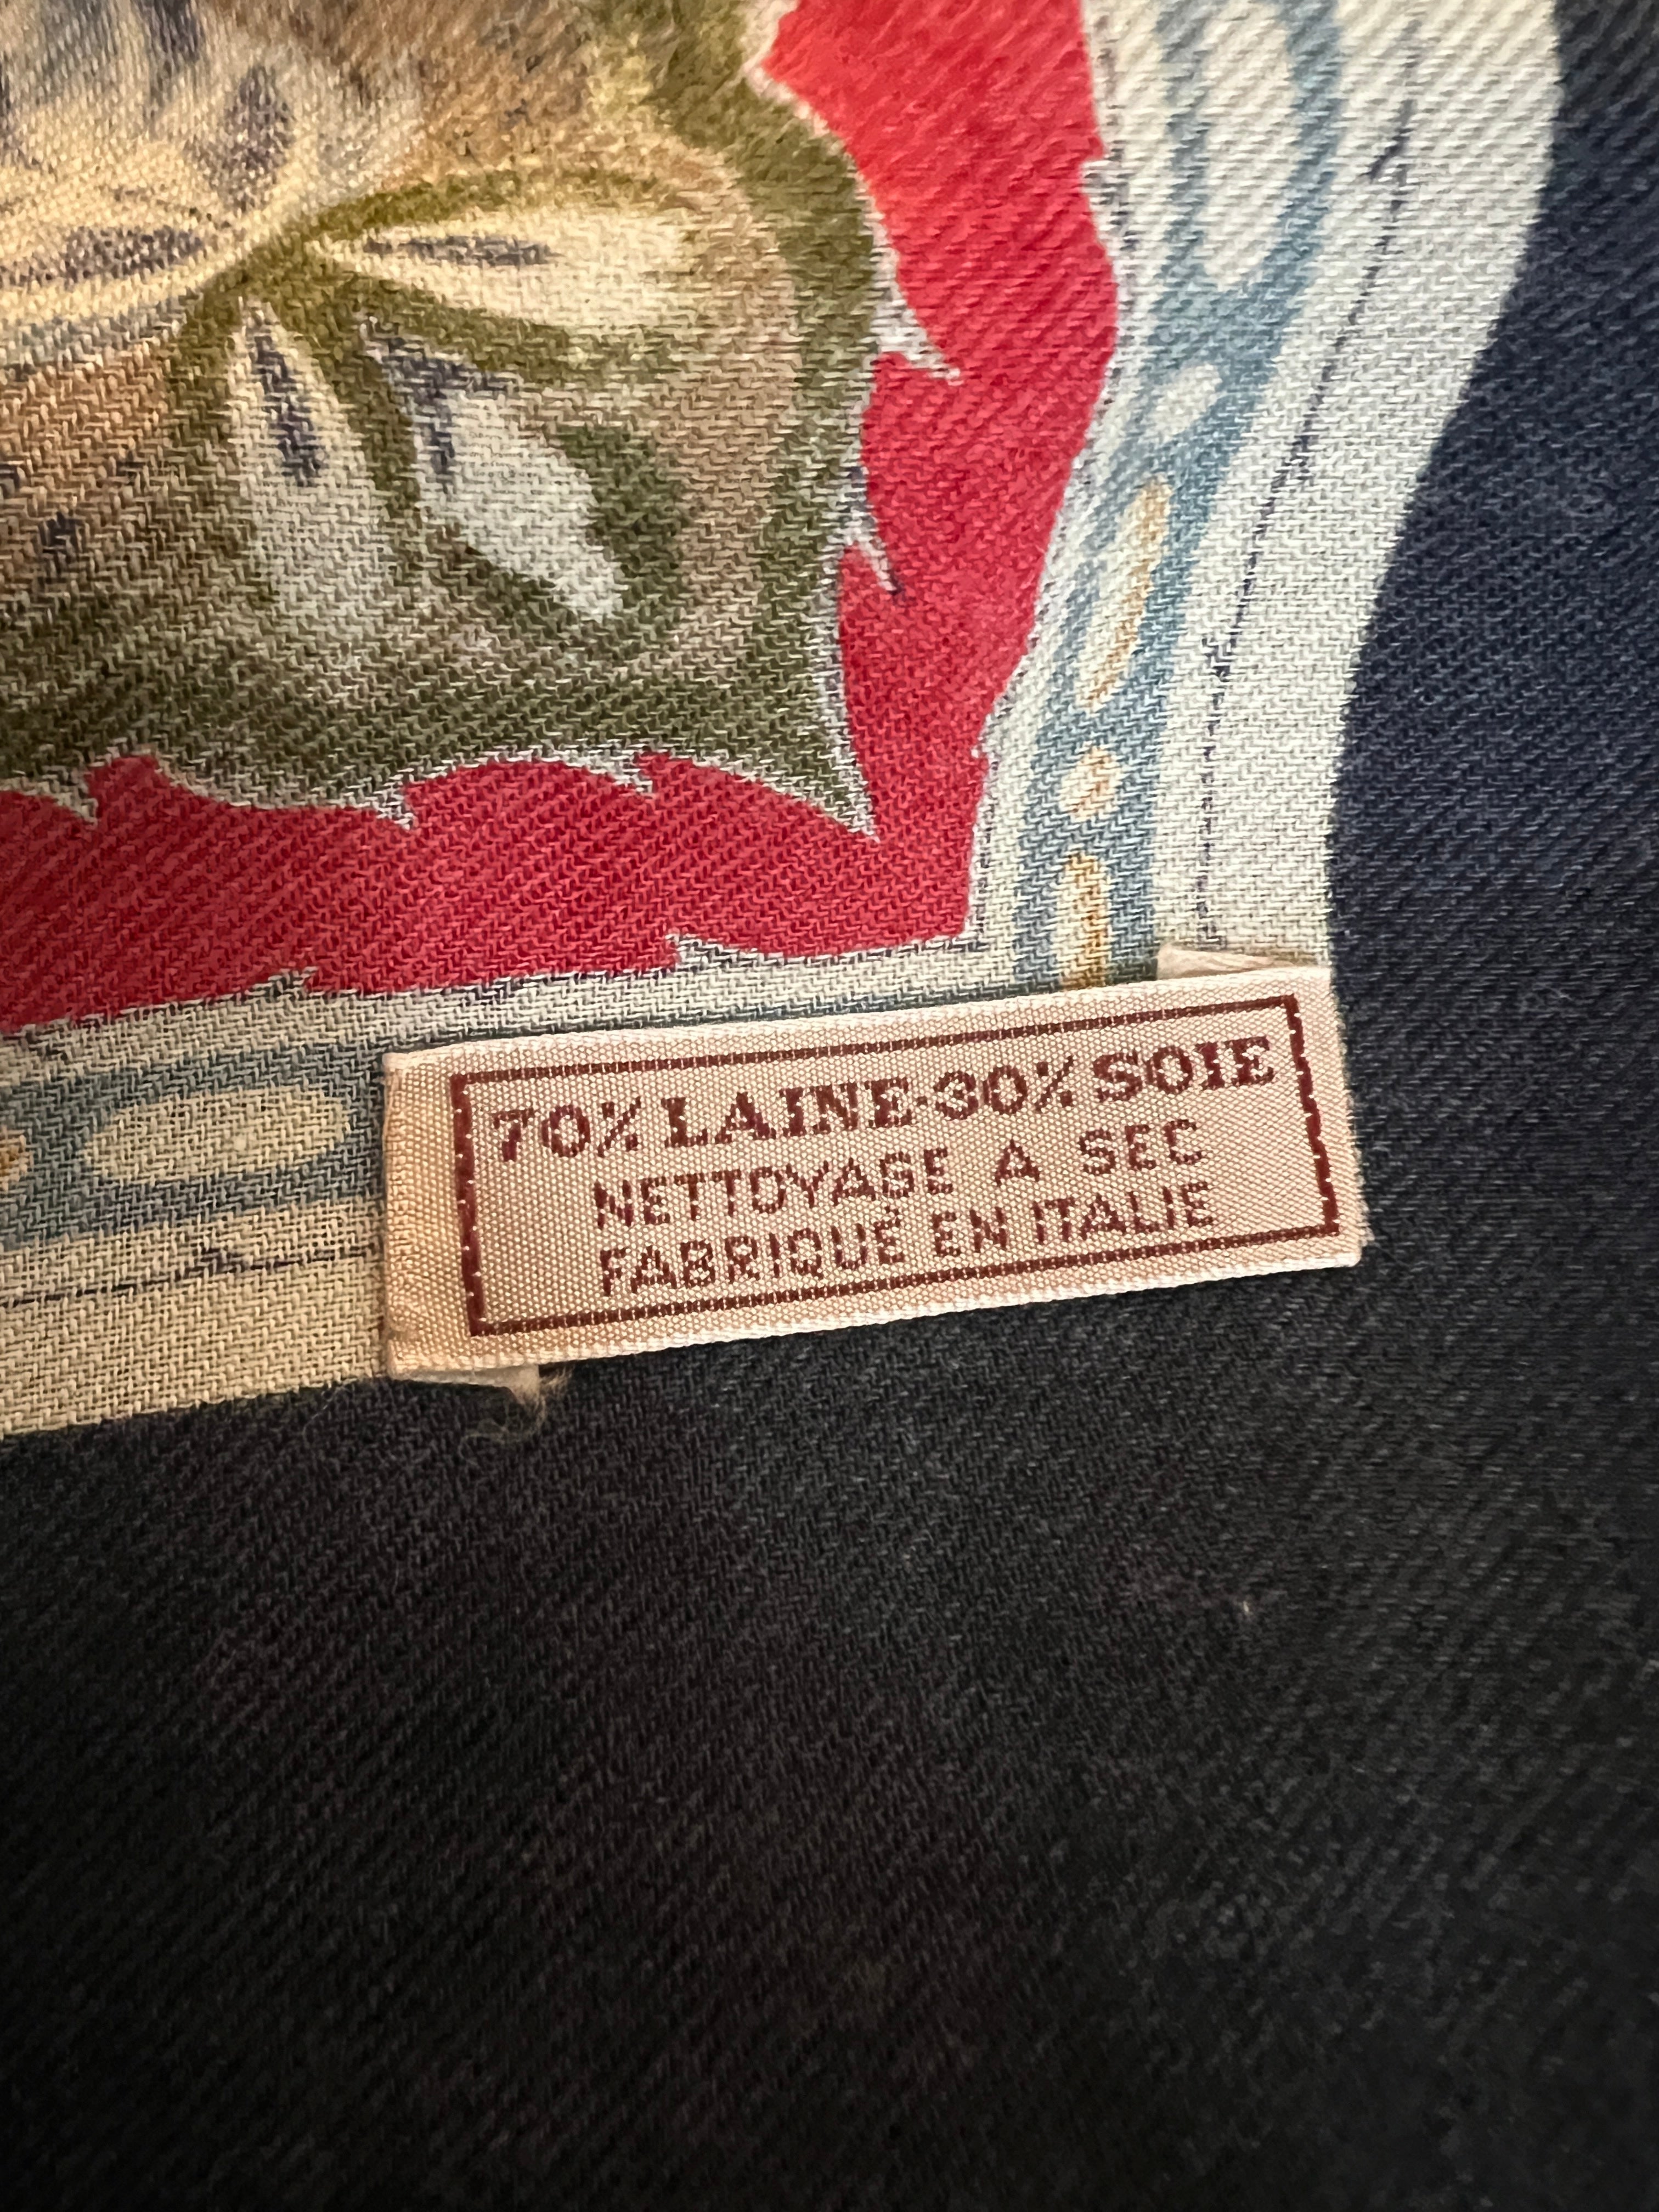 70% LAINE-30% SOIE
NETTOYAGE A SEC
FABRIQUÉ EN ITALIE